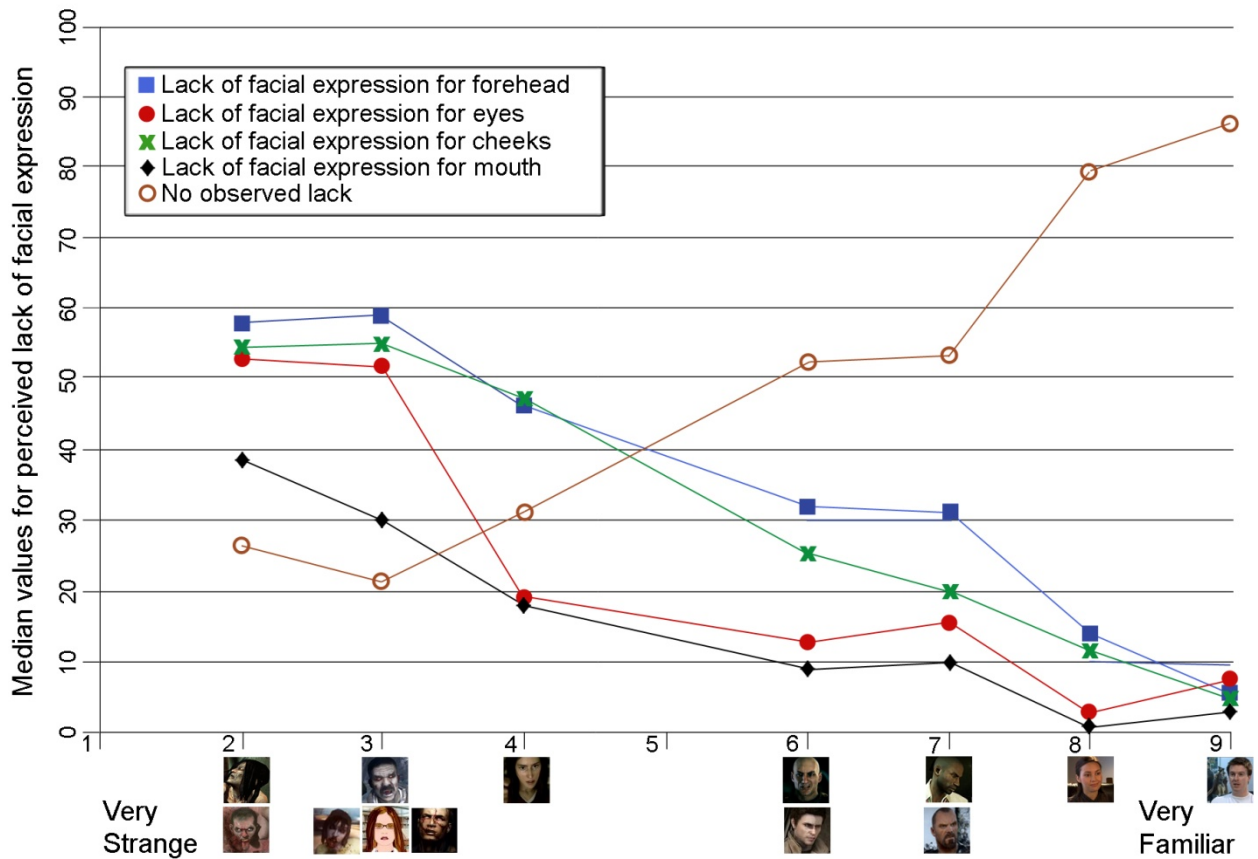 Median values for perceived lack of facial expression
100
90
80
70
60
50
40
30
20
10
0
Lack of facial expression for forehead
Lack of facial expression for eyes
Lack of facial expression for cheeks
Lack of facial expression for mouth
No observed lack
1 2 3 4 5 6 7 8 9
Very
Strange
Very
Familiar